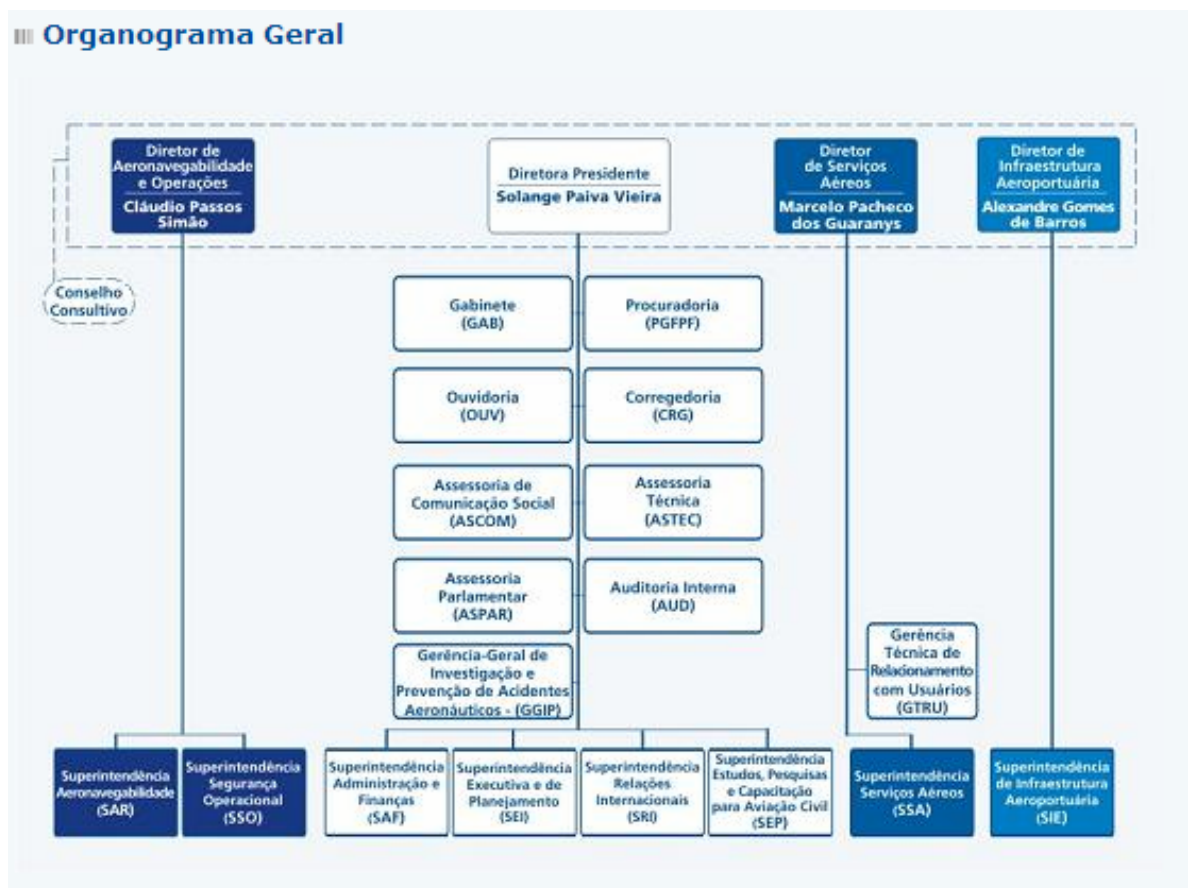 Organograma Geral
Diretor de
Aeronavegabilidade
e Operações
Cláudio Passos
Simão
Diretora Presidente
Solange Paiva Vieira
Diretor
de Serviços
Aéreos
Marcelo Pacheco
dos Guaranys
Diretor de
Infraestrutura
Aeroportuária
Alexandre Gomes
de Barros
Conselho
Consultivo
Gabinete
(GAB)
Procuradoria
(PGFPF)
Ouvidoria
(OUV)
Corregedoria
(CRG)
Assessoria de
Comunicação Social
(ASCOM)
Assessoria
Técnica
(ASTEC)
Assessoria
Parlamentar
(ASPAR)
Auditoria Interna
(AUD)
Gerência-Geral de
Investigação e
Prevenção de Acidentes
Aeronáuticos - (GGIP)
Gerência
Técnica de
Relacionamento
com Usuários
(GTRU)
Superintendência
Aeronavegabilidade
(SAR)
Superintendência
Segurança
Operacional
(SSO)
Superintendência
Administração e
Finanças
(SAF)
Superintendência
Executiva e de
Planejamento
(SEI)
Superintendência
Relações
Internacionais
(SRI)
Superintendência
Estudos, Pesquisas
e Capacitação
para Aviação Civil
(SEP)
Superintendência
Serviços Aéreos
(SSA)
Superintendência
de Infraestrutura
Aeroportuária
(SIE)